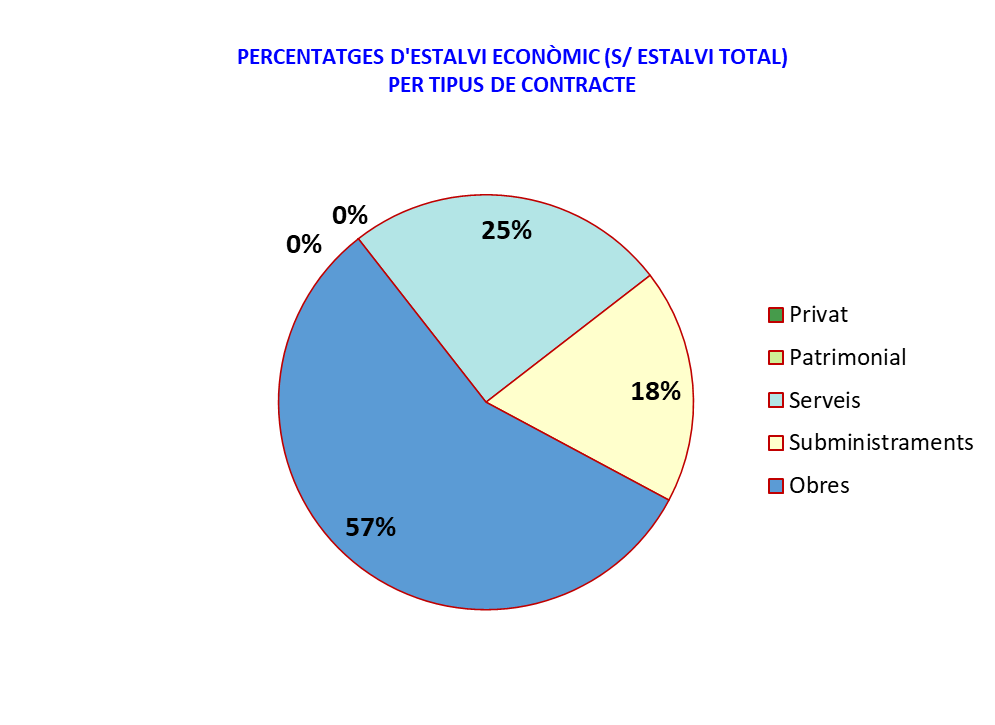 PERCENTATGES D'ESTALVI ECONÒMIC (S/ ESTALVI TOTAL)
PER TIPUS DE CONTRACTE
0%
0%
25%
18%
57%
Privat
Patrimonial
Serveis
Subministraments
Obres